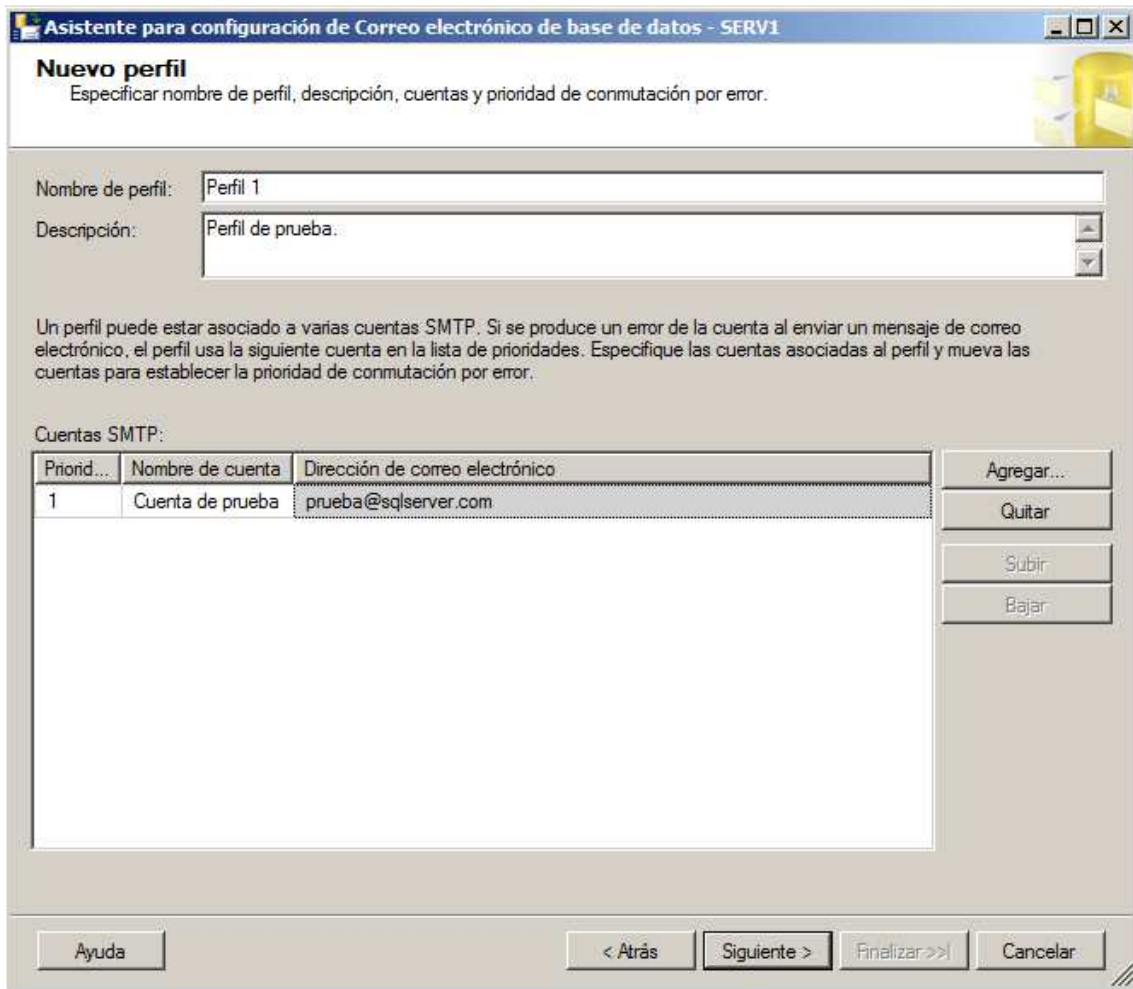 Asistente para configuración de Correo electrónico de base de datos - SERV1
Nuevo perfil
Especificar nombre de perfil, descripción, cuentas y prioridad de conmutación por error.
Nombre de perfil: Perfil 1
Descripción: Perfil de prueba.
Un perfil puede estar asociado a varias cuentas SMTP. Si se produce un error de la cuenta al enviar un mensaje de correo
electrónico, el perfil usa la siguiente cuenta en la lista de prioridades. Especifique las cuentas asociadas al perfil y mueva las
cuentas para establecer la prioridad de conmutación por error.
Cuentas SMTP:
Priorid... Nombre de cuenta Dirección de correo electrónico
1 Cuenta de prueba prueba@sqlserver.com
Agregar...
Quitar
Subir
Bajar
Ayuda < Atrás Siguiente > Finalizar >>| Cancelar